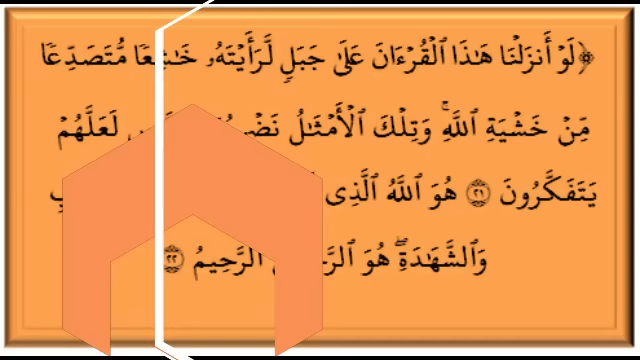 ﴿لَوۡ أَنزَلۡنَا هَٰذَا ٱلۡقُرۡءَانَ عَلَىٰ جَبَلٖ لَّرَأَيۡتَهُۥ خَٰشِعٗا مُّتَصَدِّعٗا
مِّنۡ خَشۡيَةِ ٱللَّهِۚ وَتِلۡكَ ٱلۡأَمۡثَٰلُ لَعَلَّهُمۡ
يَتَفَكَّرُونَ ٢١ هُوَ ٱللَّهُ ٱلَّذِي
وَٱلشَّهَٰدَةِۖ هُوَ ٱلرَّحِيمُ ٢٢